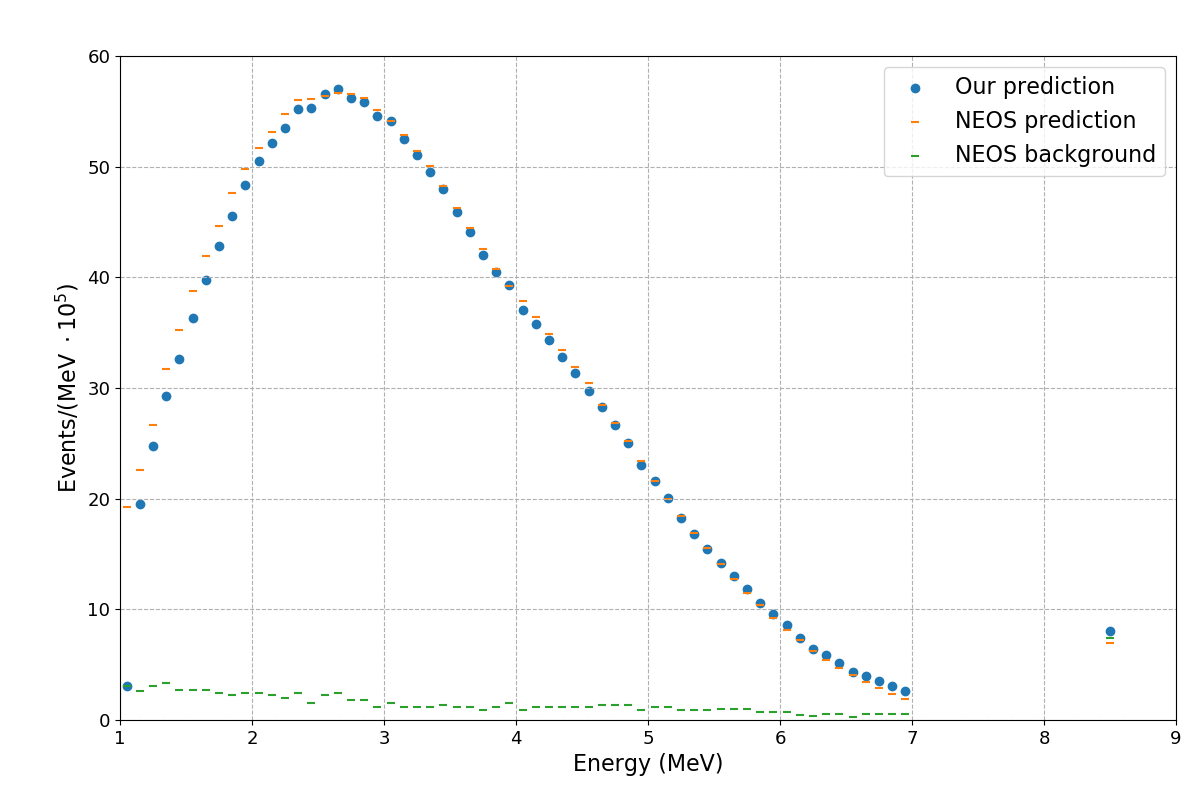 Our prediction
NEOS prediction
NEOS background
60
50
40
30
20
10
0
Events/(MeV · 10⁵)
1 2 3 4 5 6 7 8 9
Energy (MeV)